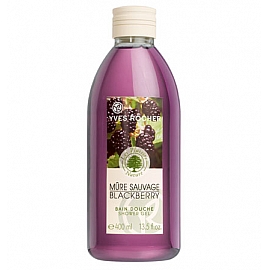 YVES ROCHER
MÛRE SAUVAGE
BLACKBERRY
BAIN DOUCHE
SHOWER GEL
℮ 400 ml 13.5 fl.oz.